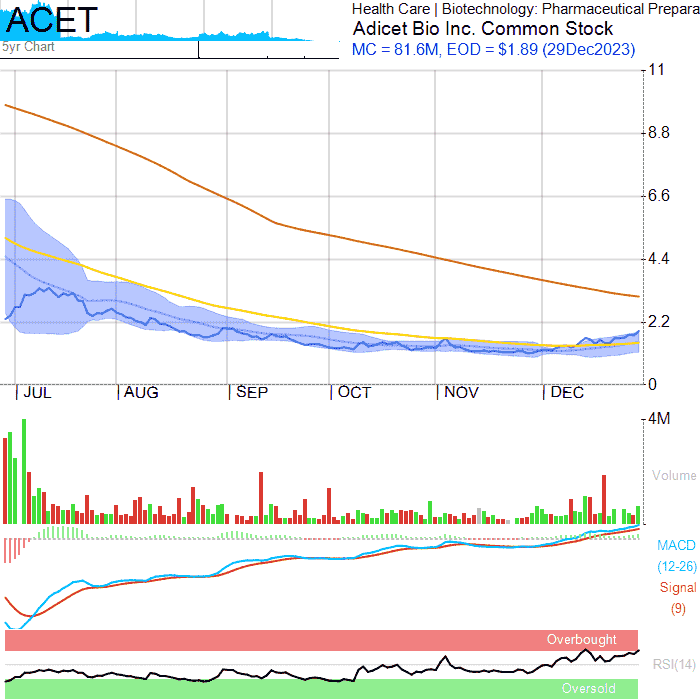 ACET
5yr Chart
Health Care | Biotechnology: Pharmaceutical Prepara
Adicet Bio Inc. Common Stock
MC = 81.6M, EOD = $1.89 (29Dec2023)
11
8.8
6.6
4.4
2.2
0
JUL AUG SEP OCT NOV DEC
4M
Volume
MACD
(12-26)
Signal
(9)
Overbought
RSI(14)
Oversold